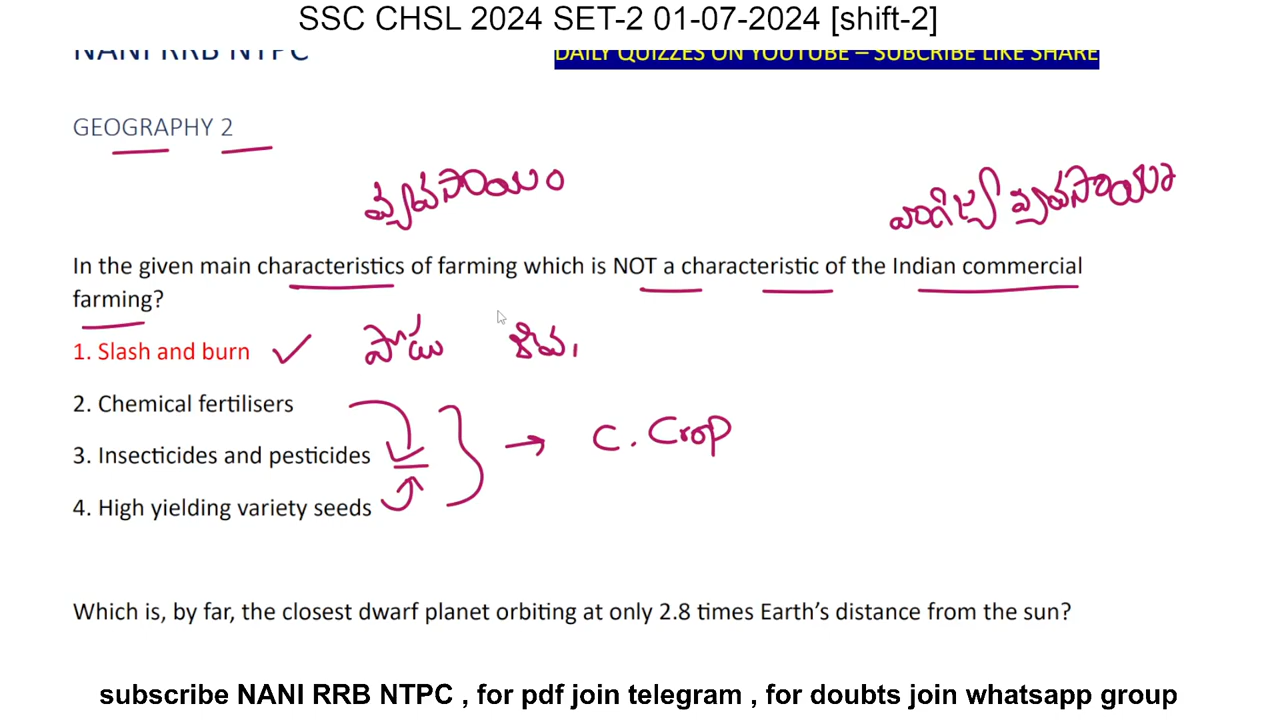 SSC CHSL 2024 SET-2 01-07-2024 [shift-2]
NANI RRB NTPC DAILY QUIZZES ON YOUTUBE – SUBCRIBE LIKE SHARE
GEOGRAPHY 2
వ్యవసాయం వాణిజ్య వ్యవసాయం
In the given main characteristics of farming which is NOT a characteristic of the Indian commercial
farming?
1. Slash and burn పోడు
2. Chemical fertilisers
3. Insecticides and pesticides → C. Crop
4. High yielding variety seeds
Which is, by far, the closest dwarf planet orbiting at only 2.8 times Earth's distance from the sun?
subscribe NANI RRB NTPC , for pdf join telegram , for doubts join whatsapp group